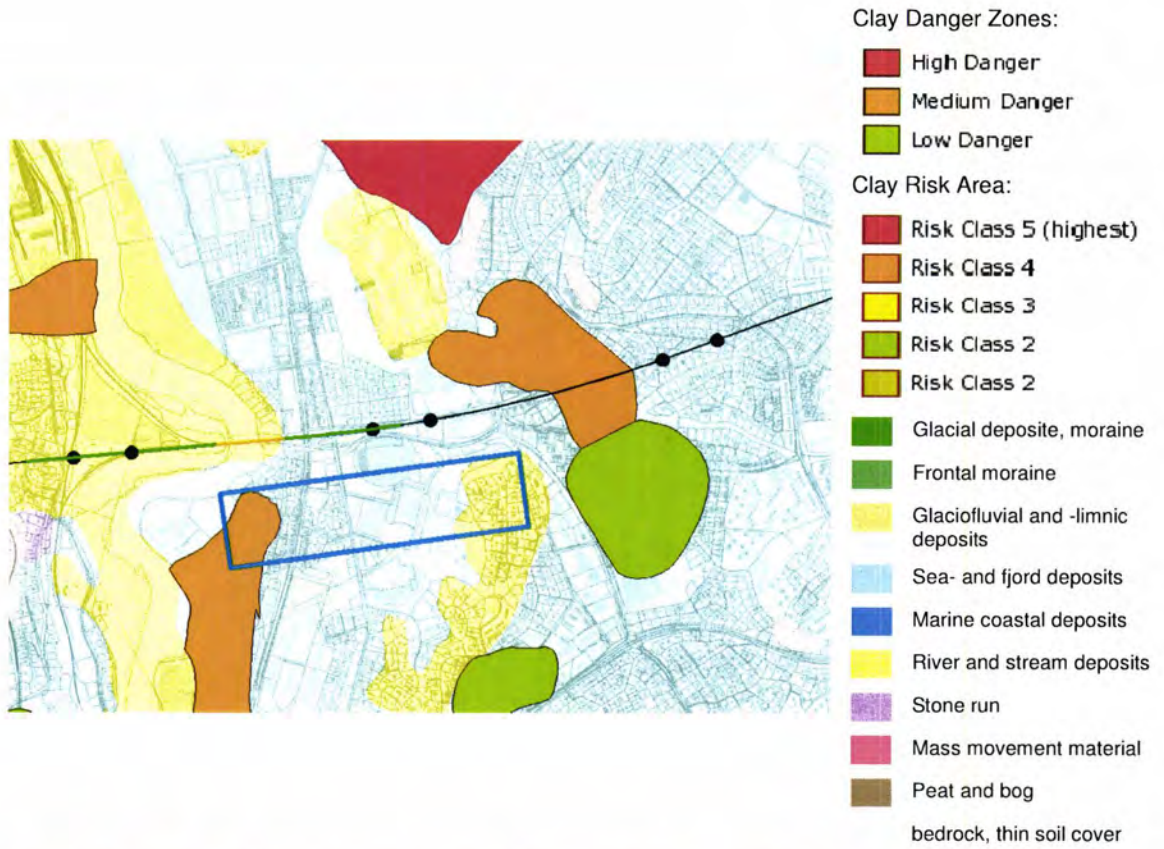 Clay Danger Zones:
High Danger
Medium Danger
Low Danger
Clay Risk Area:
Risk Class 5 (highest)
Risk Class 4
Risk Class 3
Risk Class 2
Risk Class 2
Glacial deposite, moraine
Frontal moraine
Glaciofluvial and -limnic
deposits
Sea- and fjord deposits
Marine coastal deposits
River and stream deposits
Stone run
Mass movement material
Peat and bog
bedrock, thin soil cover